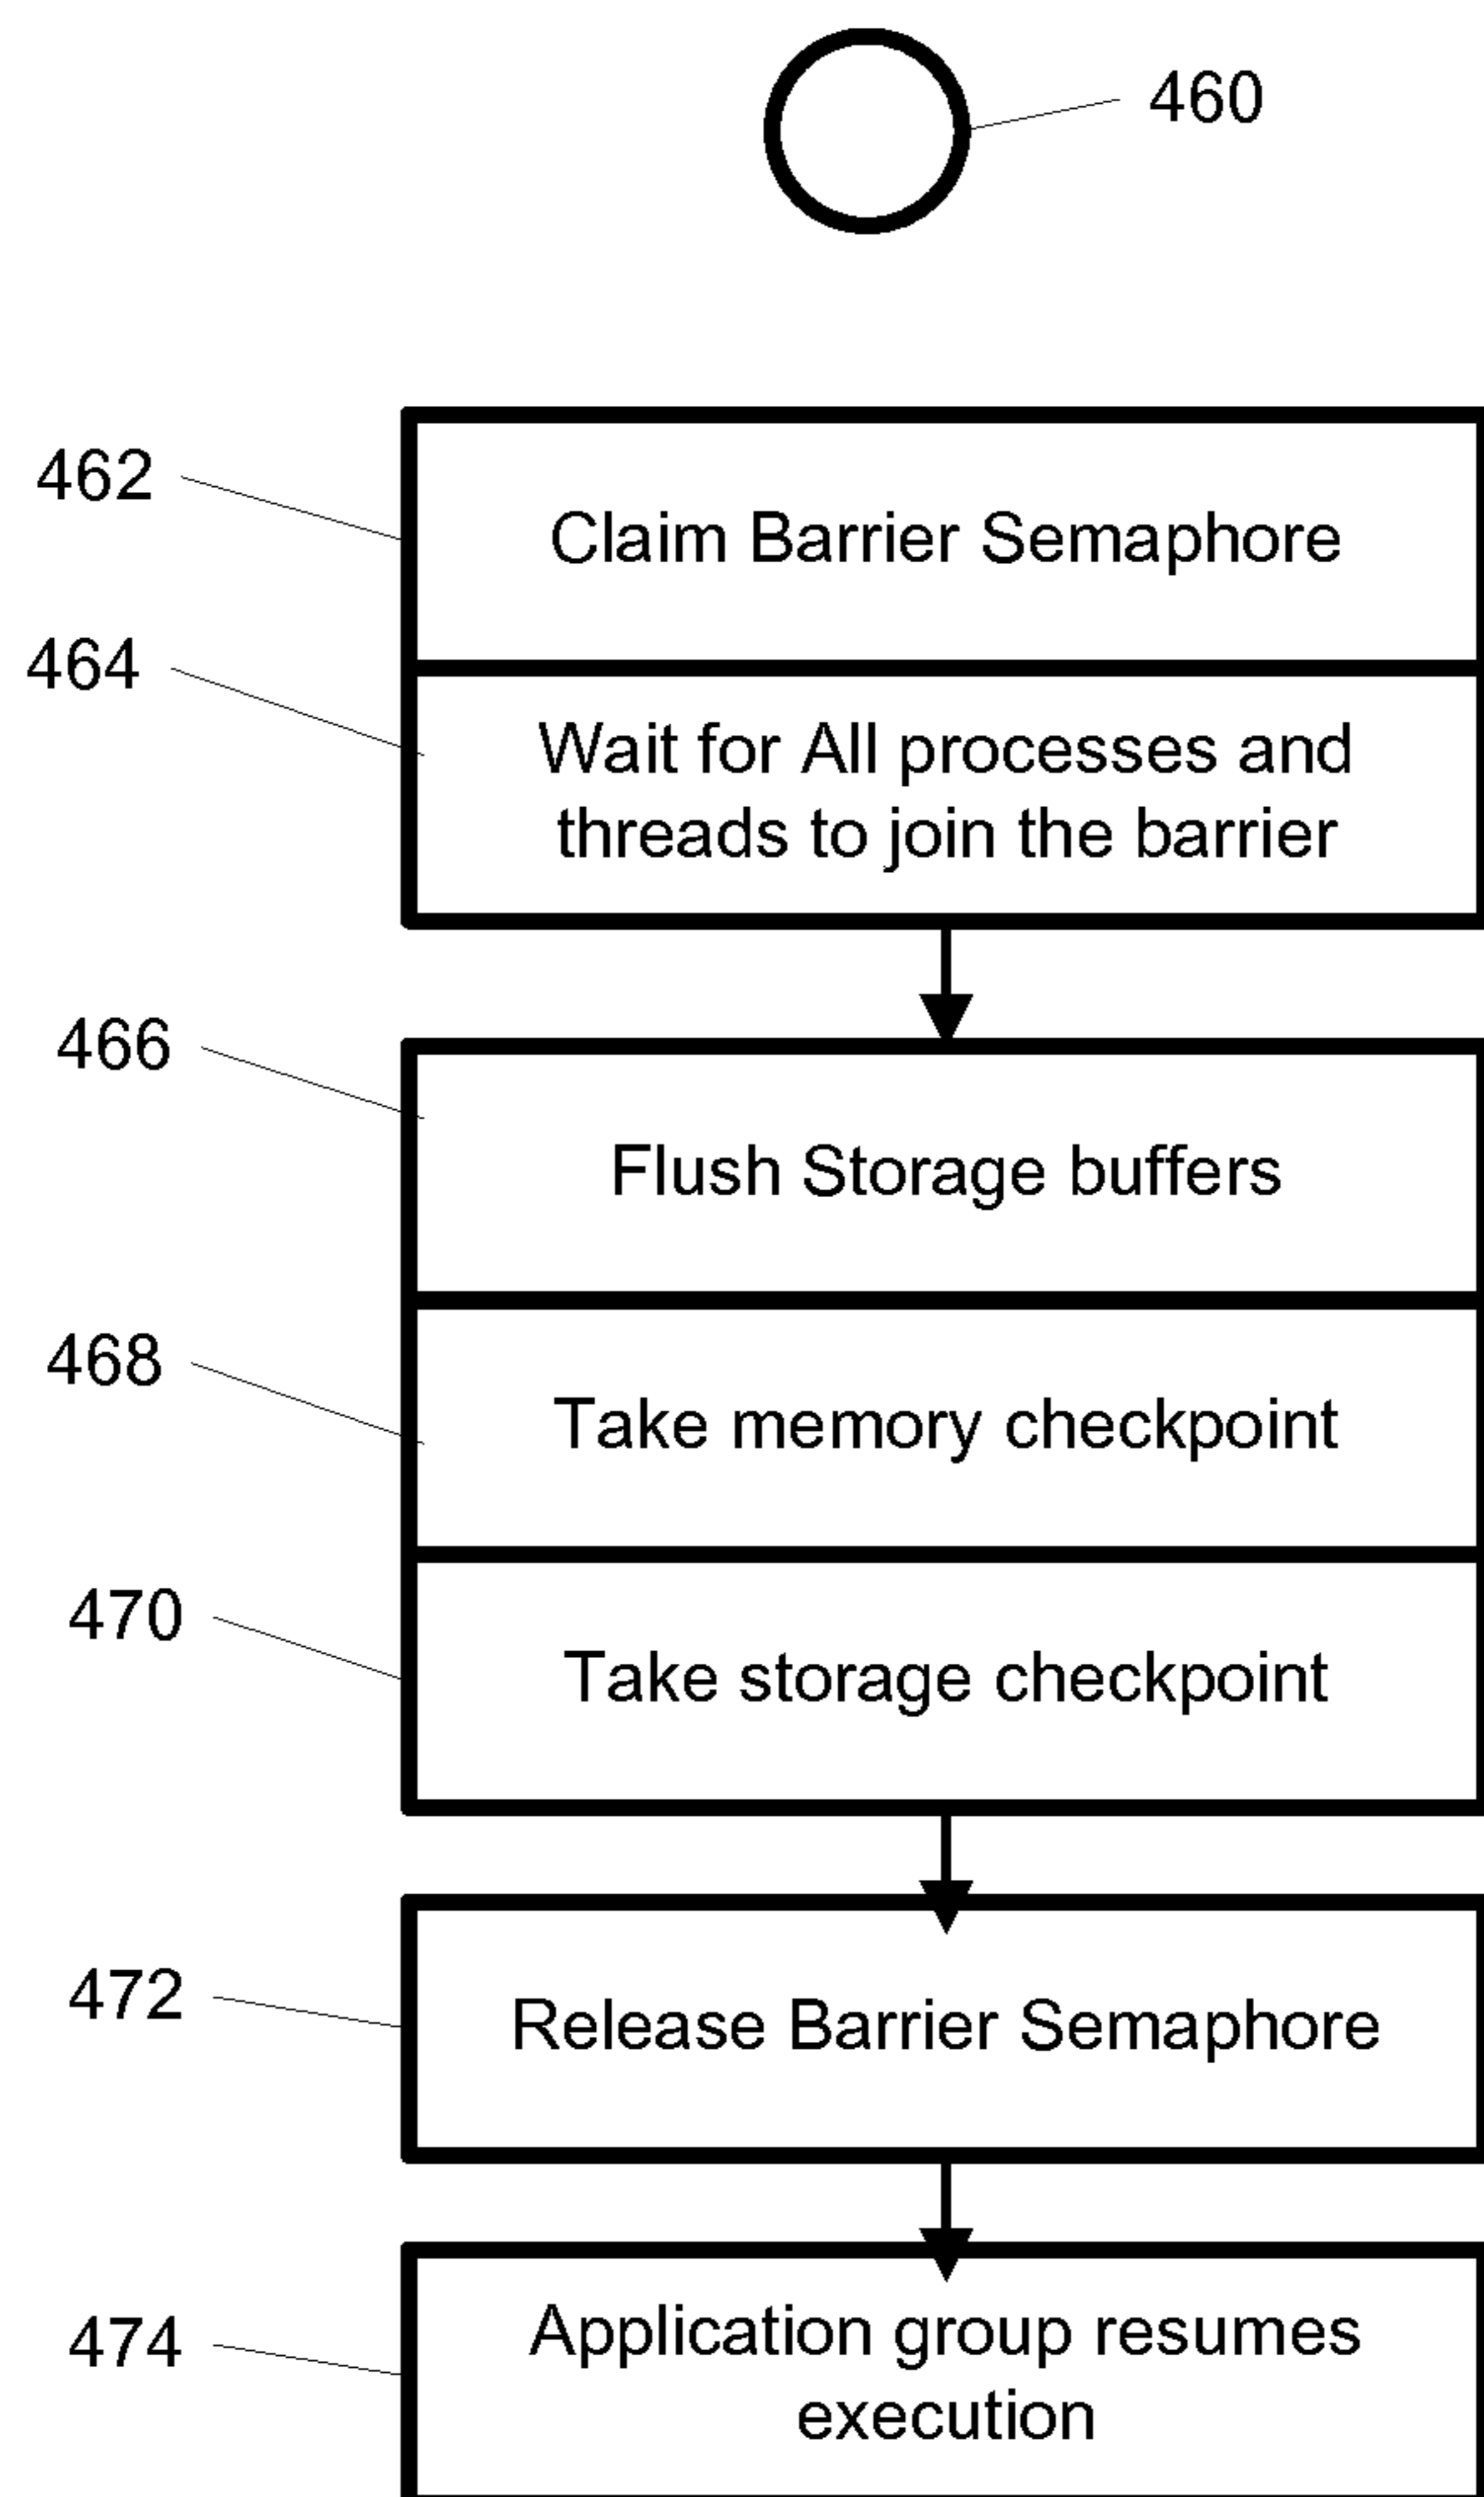 460
462
Claim Barrier Semaphore
464
Wait for All processes and
threads to join the barrier
466
Flush Storage buffers
468
Take memory checkpoint
470
Take storage checkpoint
472
Release Barrier Semaphore
474
Application group resumes
execution